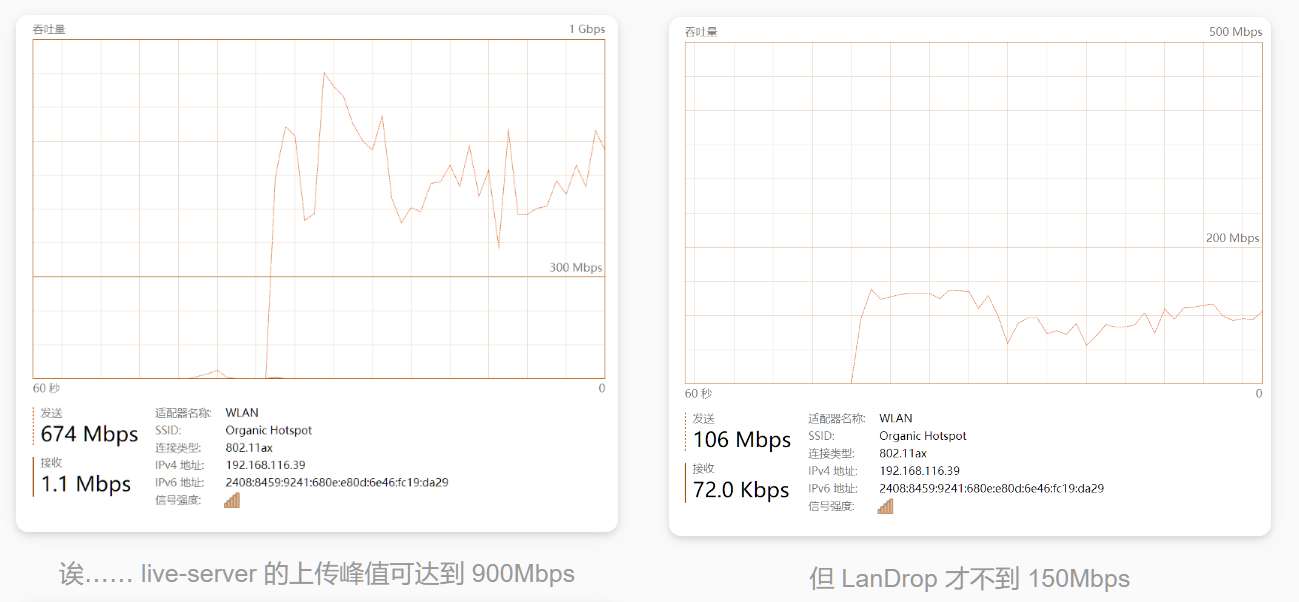 吞吐量 1 Gbps
300 Mbps
60 秒 0
发送
674 Mbps
接收
1.1 Mbps
适配器名称: WLAN
SSID: Organic Hotspot
连接类型: 802.11ax
IPv4 地址: 192.168.116.39
IPv6 地址: 2408:8459:9241:680e:e80d:6e46:fc19:da29
信号强度:
诶…… live-server 的上传峰值可达到 900Mbps
吞吐量 500 Mbps
200 Mbps
60 秒 0
发送
106 Mbps
接收
72.0 Kbps
适配器名称: WLAN
SSID: Organic Hotspot
连接类型: 802.11ax
IPv4 地址: 192.168.116.39
IPv6 地址: 2408:8459:9241:680e:e80d:6e46:fc19:da29
信号强度:
但 LanDrop 才不到 150Mbps